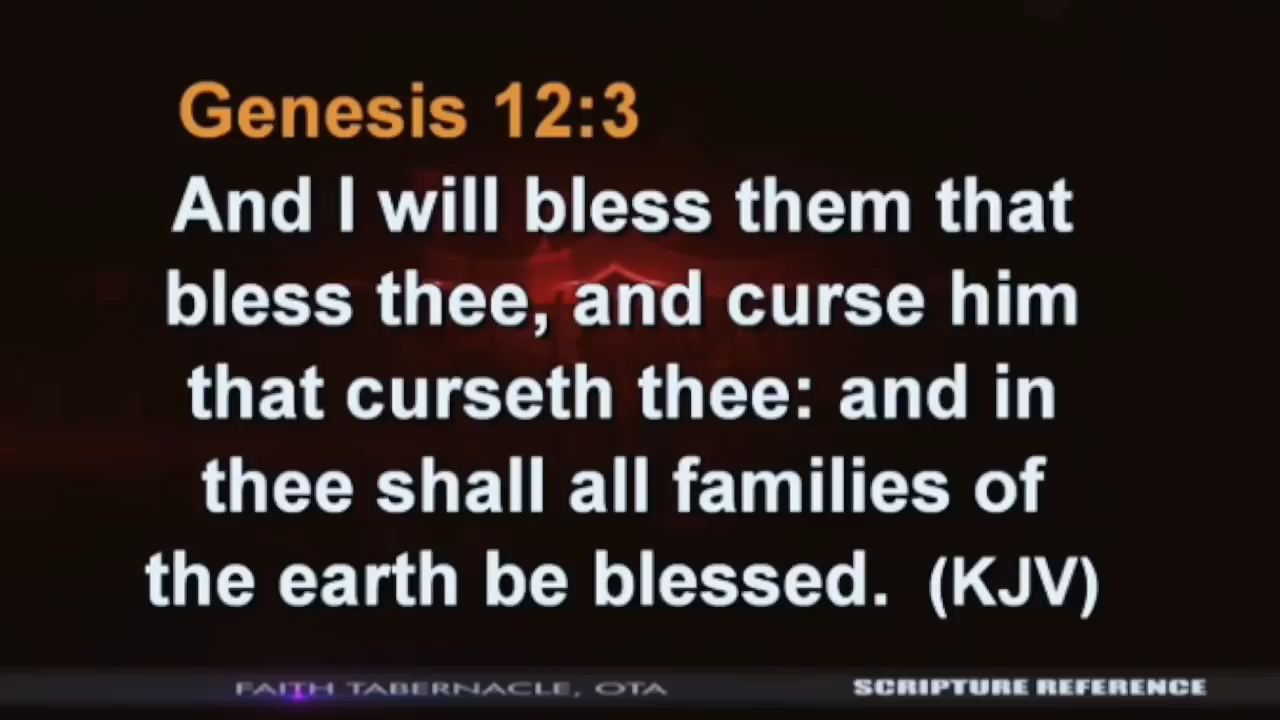 Genesis 12:3
And I will bless them that
bless thee, and curse him
that curseth thee: and in
thee shall all families of
the earth be blessed. (KJV)
FAITH TABERNACLE, OTA
SCRIPTURE REFERENCE